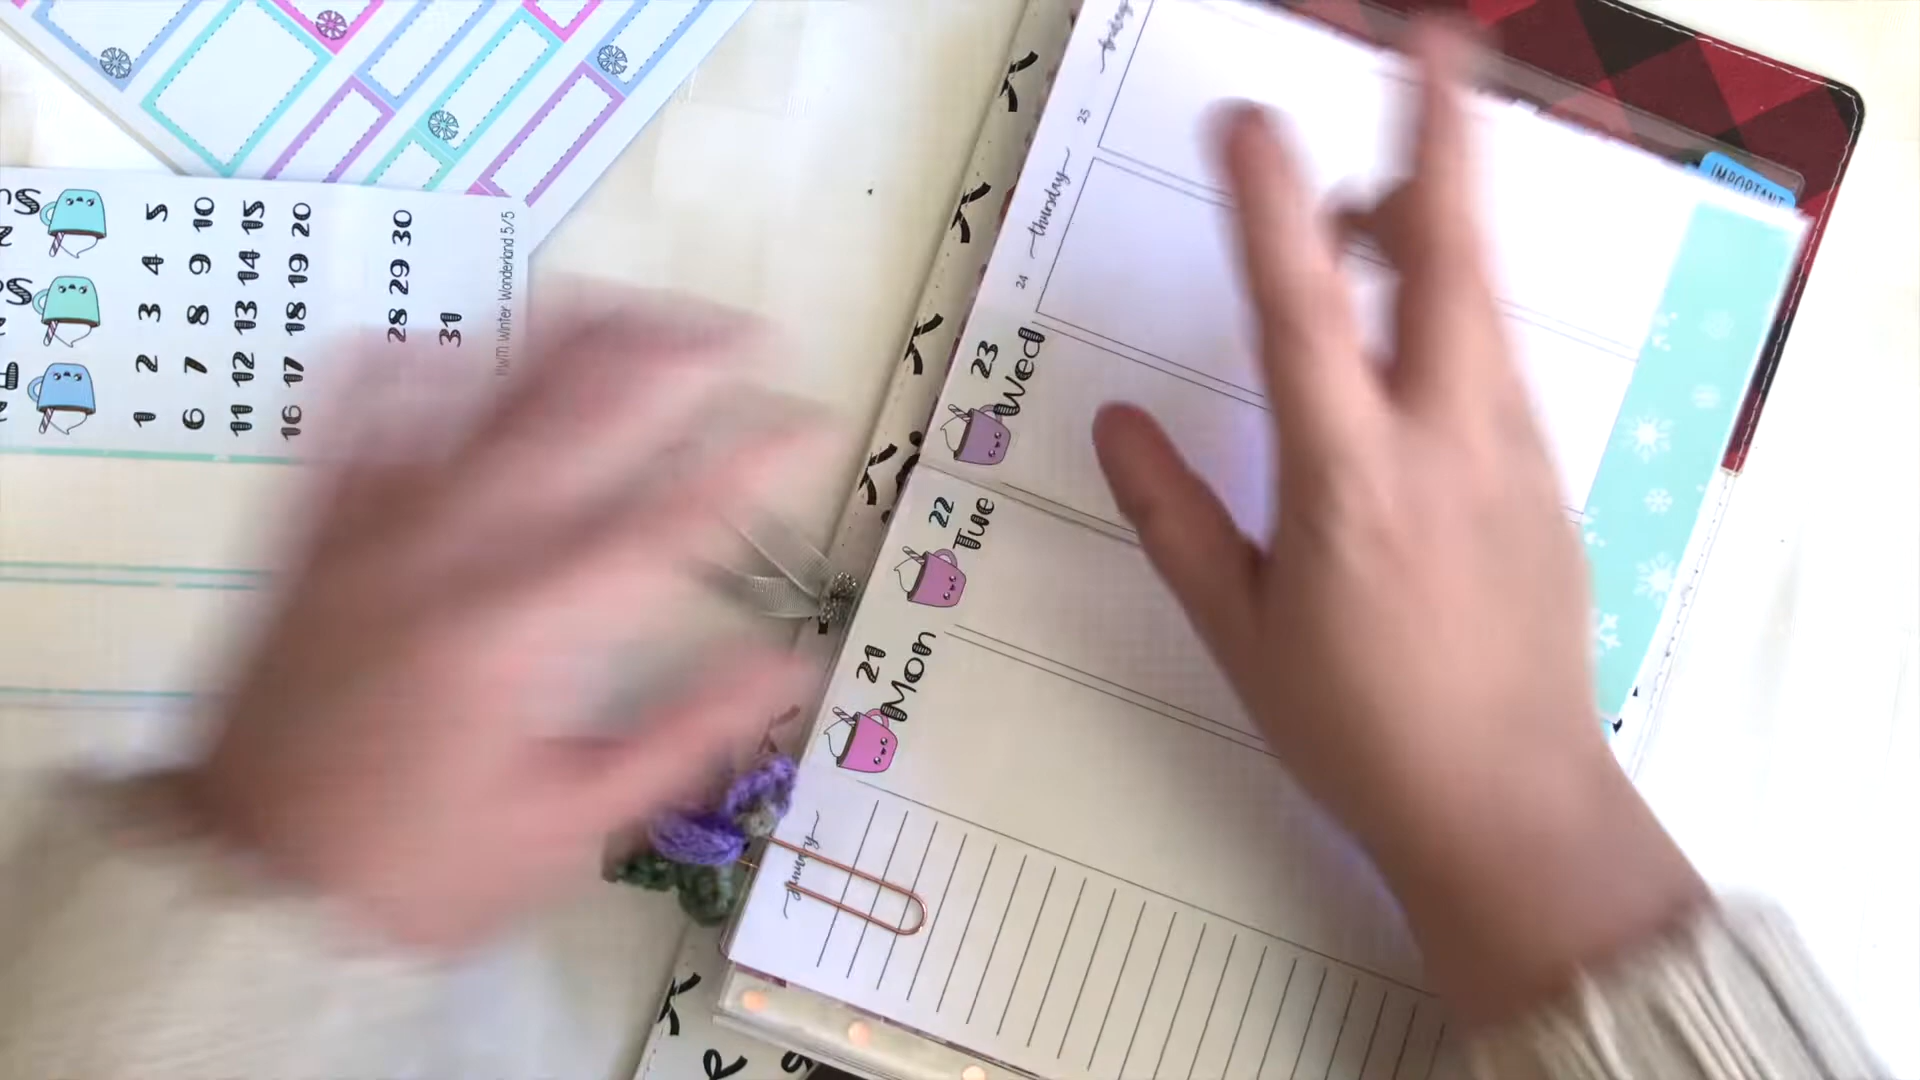 IMPORTANT
friday
25
thursday
24
23
Wed
22
Tue
21
Mon
january
1 2 3 4 5
6 7 8 9 10
11 12 13 14 15
16 17 18 19 20
28 29 30
31
Winter Wonderland 5/5